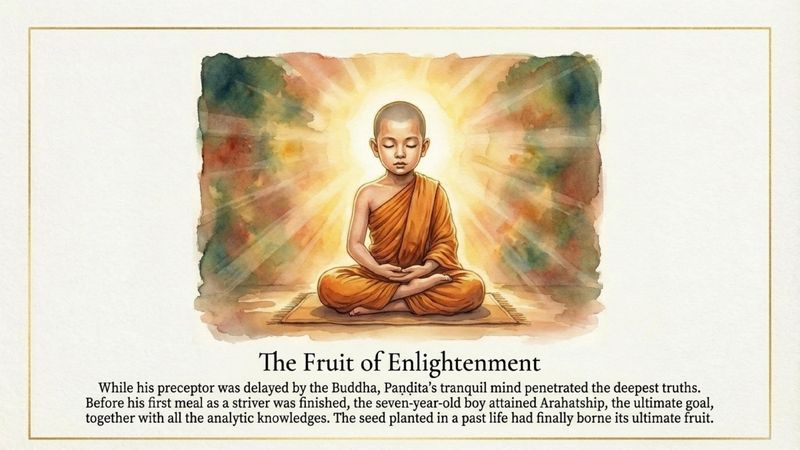 The Fruit of Enlightenment
While his preceptor was delayed by the Buddha, Paṇḍita's tranquil mind penetrated the deepest truths.
Before his first meal as a striver was finished, the seven-year-old boy attained Arahatship, the ultimate goal,
together with all the analytic knowledges. The seed planted in a past life had finally borne its ultimate fruit.